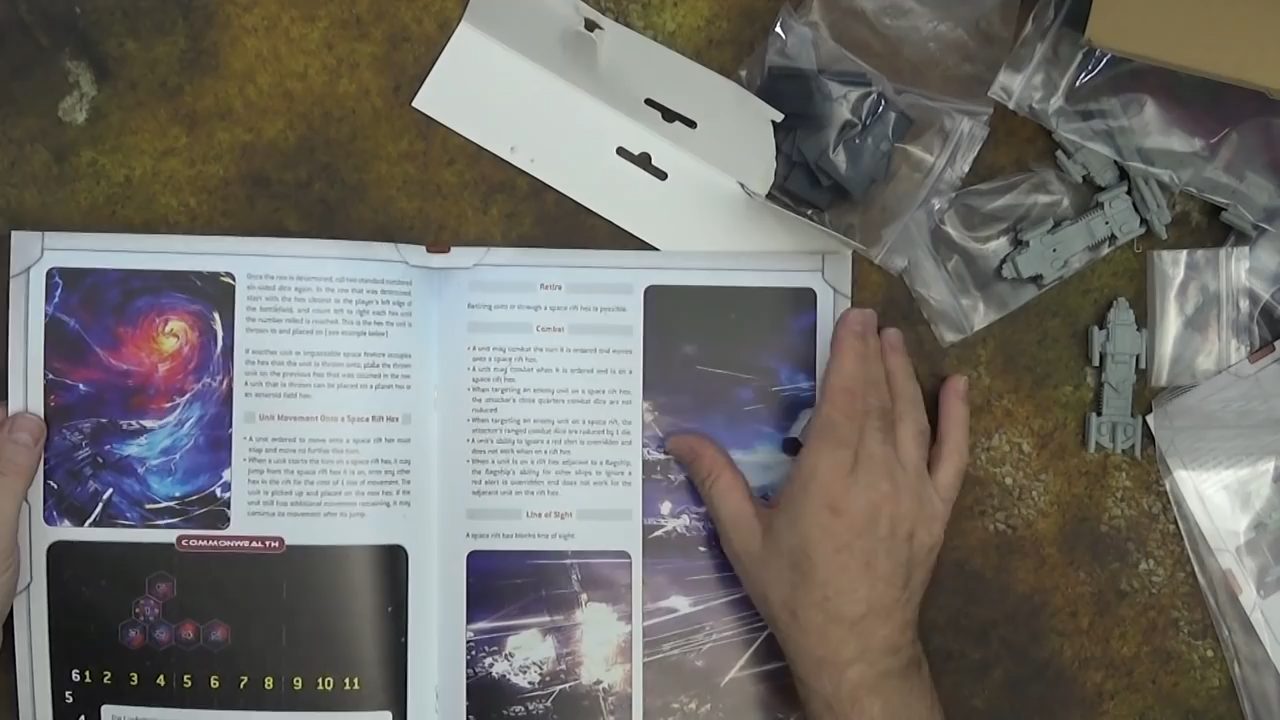 Once the row is determined, roll two standard numbered
six-sided dice again. In the row that was determined,
start with the hex closest to the player's left edge of
the battlefield, and count left to right each hex until
the number rolled is reached. This is the hex the unit is
thrown to and placed on (see example below).
If another unit or impassable space feature occupies
the hex that the unit is thrown onto, place the thrown
unit on the previous hex that was counted in the row.
A unit that is thrown can be placed on a planet hex or
an asteroid field hex.
Unit Movement Onto a Space Rift Hex
• A unit ordered to move onto a space rift hex must
stop and move no further this turn.
• When a unit starts the turn on a space rift hex, it may
jump from the space rift hex it is on, onto any other
hex in the rift for the cost of 1 hex of movement. The
unit is picked up and placed on the new hex. If the
unit still has additional movement remaining, it may
continue its movement after its jump.
COMMONWEALTH
6 1 2 3 4 5 6 7 8 9 10 11
5
4
Retire
Retiring onto or through a space rift hex is possible.
Combat
• A unit may combat the turn it is ordered and moves
onto a space rift hex.
• A unit may combat when it is ordered and is on a
space rift hex.
• When targeting an enemy unit on a space rift hex,
the attacker's close quarters combat dice are not
reduced.
• When targeting an enemy unit on a space rift, the
attacker's ranged combat dice are reduced by 1 die.
• A unit's ability to ignore a red alert is overridden and
does not work when on a rift hex.
• When a unit is on a rift hex adjacent to a flagship,
the flagship's ability for other ships to ignore a
red alert is overridden and does not work for the
adjacent unit on the rift hex.
Line of Sight
A space rift hex blocks line of sight.